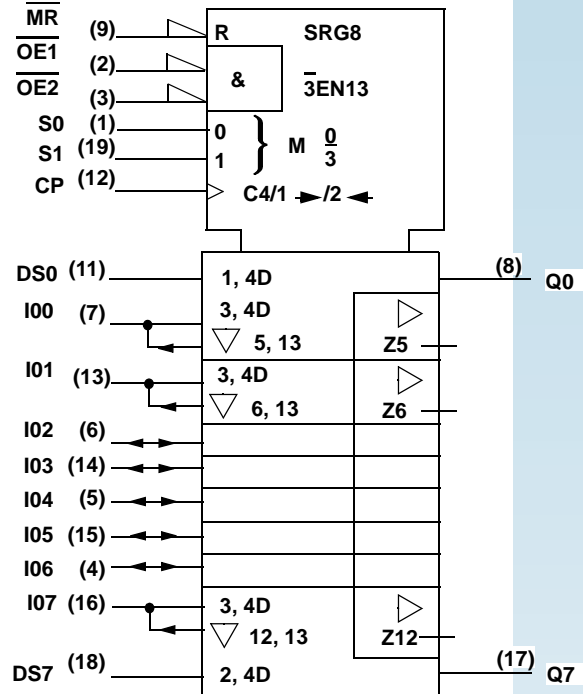 MR
(9) R SRG8
OE1
(2) & 3EN13
OE2
(3)
S0 (1) 0 } M 0/3
S1 (19) 1
CP (12) C4/1 /2
DS0 (11) 1, 4D (8) Q0
I00 (7) 3, 4D
5, 13 Z5
I01 (13) 3, 4D
6, 13 Z6
I02 (6)
I03 (14)
I04 (5)
I05 (15)
I06 (4)
I07 (16) 3, 4D
12, 13 Z12
DS7 (18) 2, 4D (17) Q7